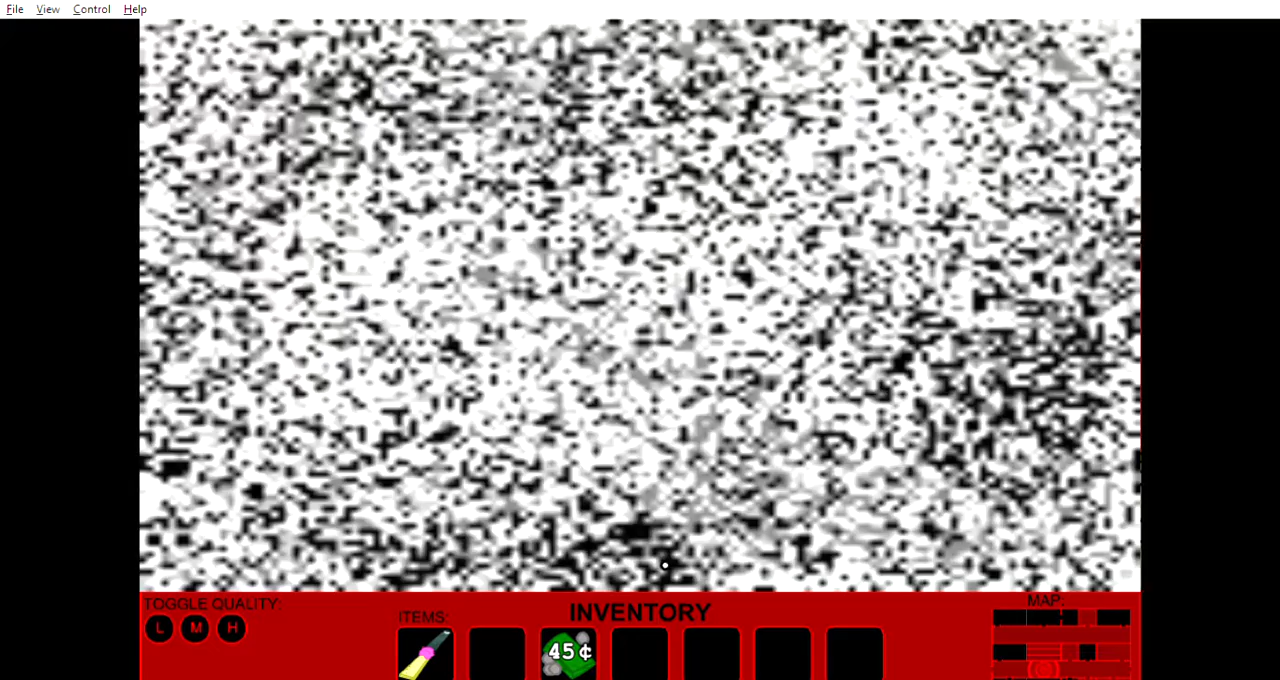 File View Control Help
TOGGLE QUALITY:
L M H
ITEMS:
INVENTORY
MAP:
45¢